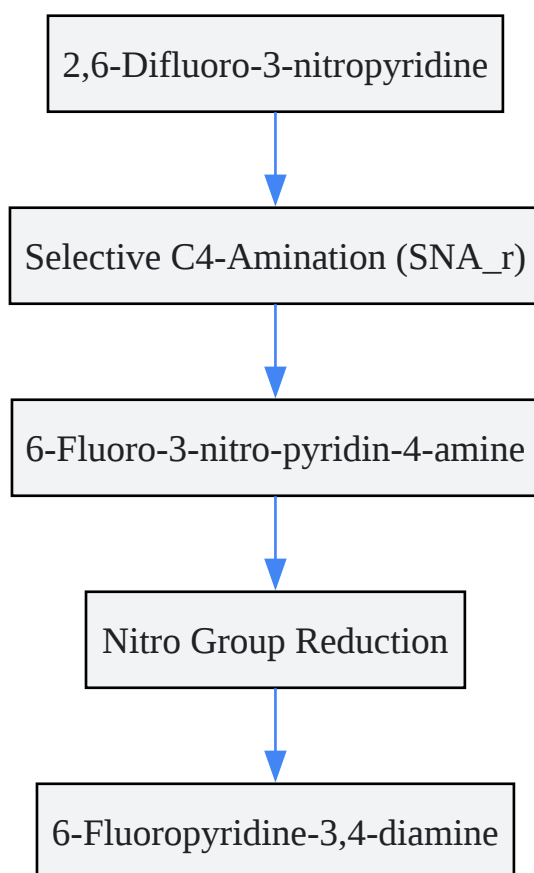 2,6-Difluoro-3-nitropyridine
Selective C4-Amination (SNA_r)
6-Fluoro-3-nitro-pyridin-4-amine
Nitro Group Reduction
6-Fluoropyridine-3,4-diamine